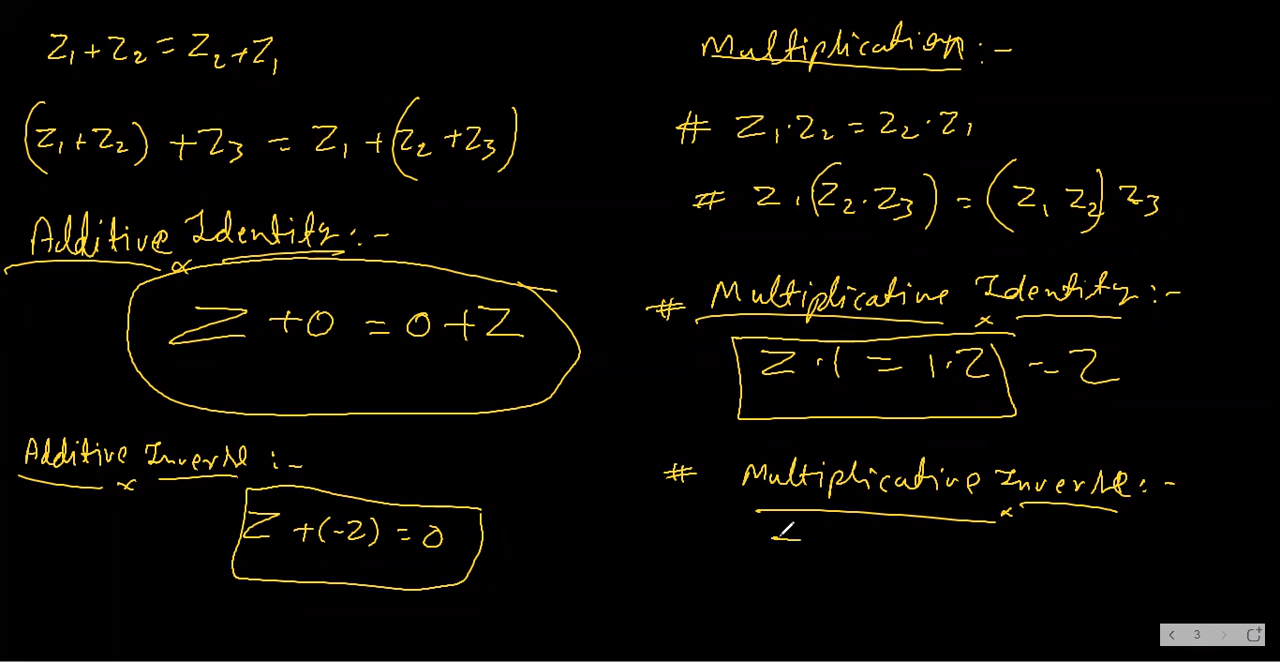 Z₁ + Z₂ = Z₂ + Z₁
(Z₁ + Z₂) + Z₃ = Z₁ + (Z₂ + Z₃)
Additive Identity :-
Z + 0 = 0 + Z
Additive Inverse :-
Z + (-Z) = 0
Multiplication :-
# Z₁ · Z₂ = Z₂ · Z₁
# Z · (Z₂ · Z₃) = (Z₁ Z₂) Z₃
# Multiplicative Identity :-
Z · 1 = 1 · Z = Z
# Multiplicative Inverse :-
3